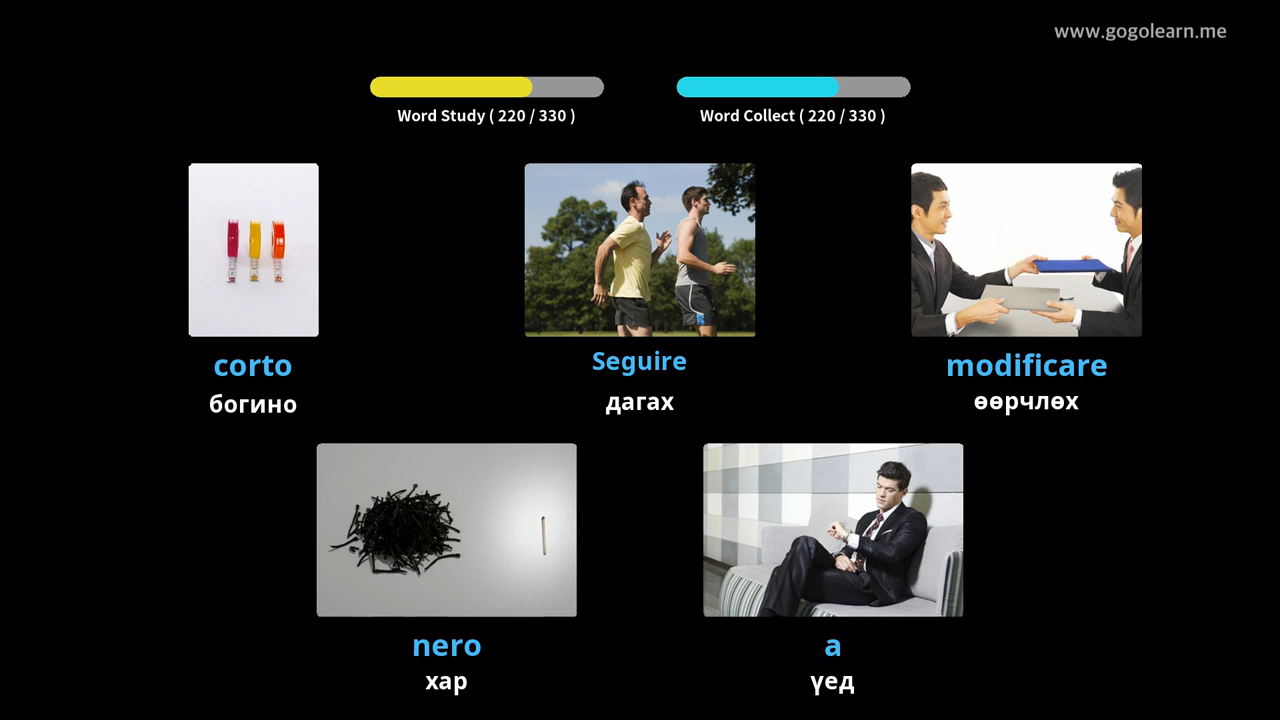 www.gogolearn.me
Word Study ( 220 / 330 )
Word Collect ( 220 / 330 )
corto
богино
Seguire
дагах
modificare
өөрчлөх
nero
хар
a
үед